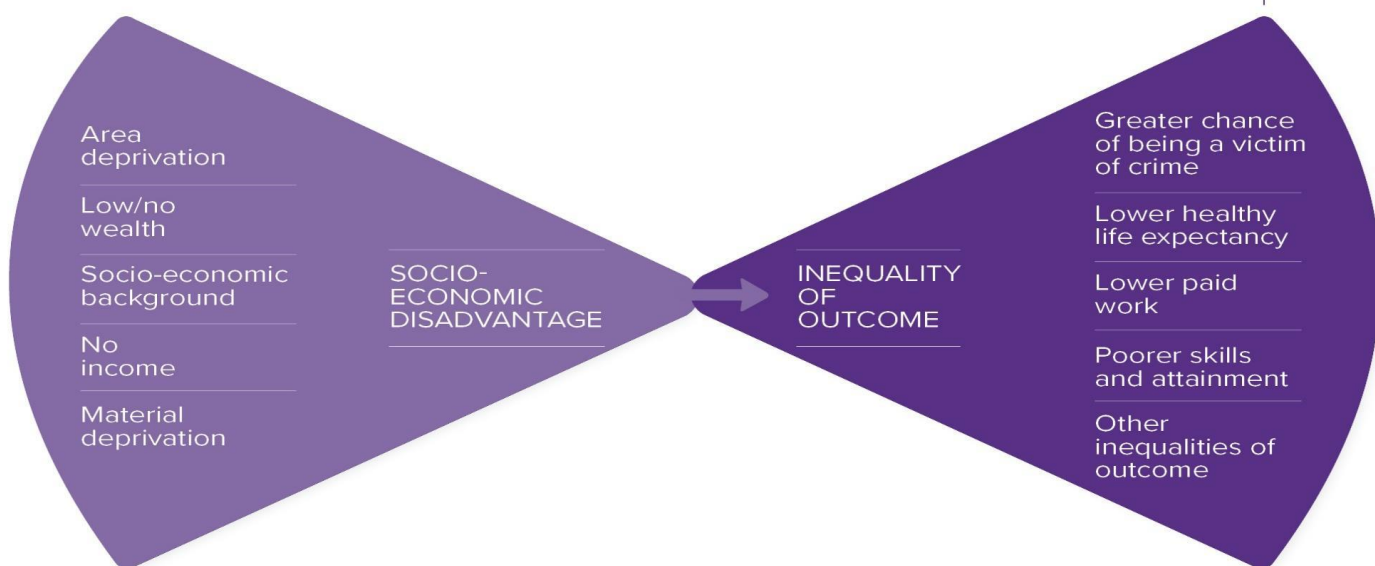 Area
deprivation
Low/no
wealth
Socio-economic
background
No
income
Material
deprivation
SOCIO-
ECONOMIC
DISADVANTAGE
INEQUALITY
OF
OUTCOME
Greater chance
of being a victim
of crime
Lower healthy
life expectancy
Lower paid
work
Poorer skills
and attainment
Other
inequalities of
outcome